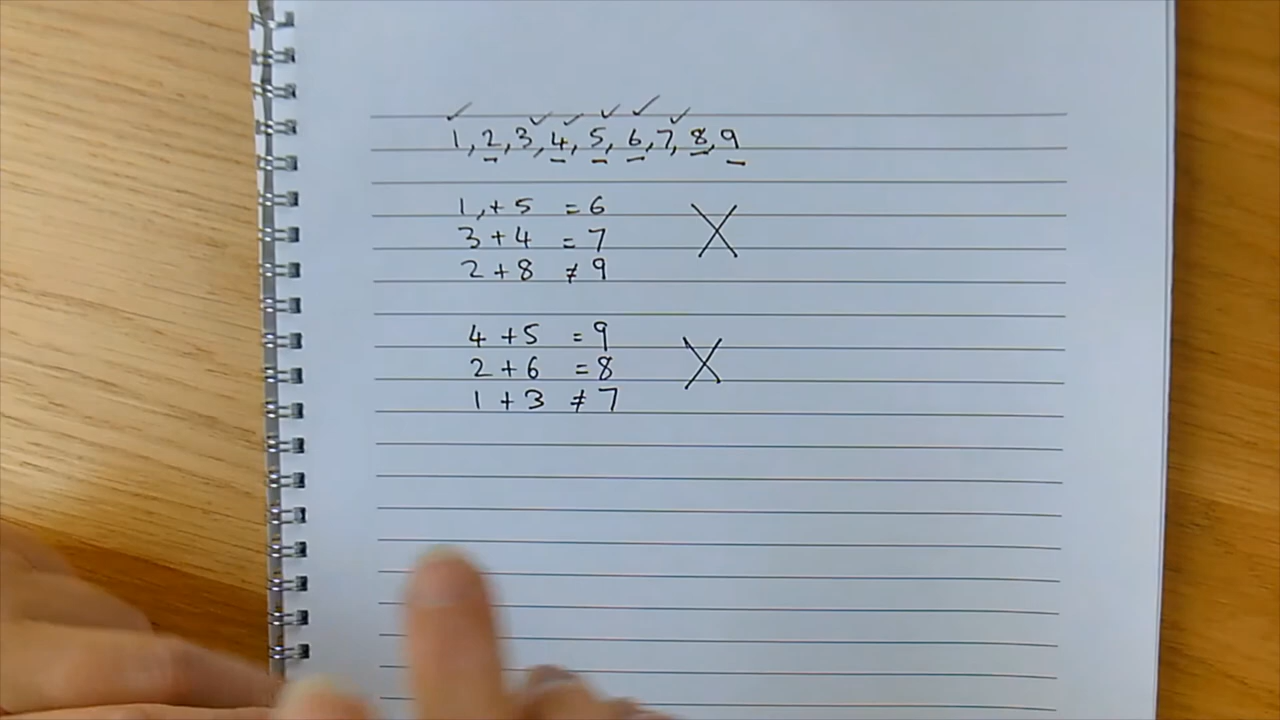 1, 2, 3, 4, 5, 6, 7, 8, 9
1, + 5 = 6
3 + 4 = 7
2 + 8 ≠ 9
4 + 5 = 9
2 + 6 = 8
1 + 3 ≠ 7